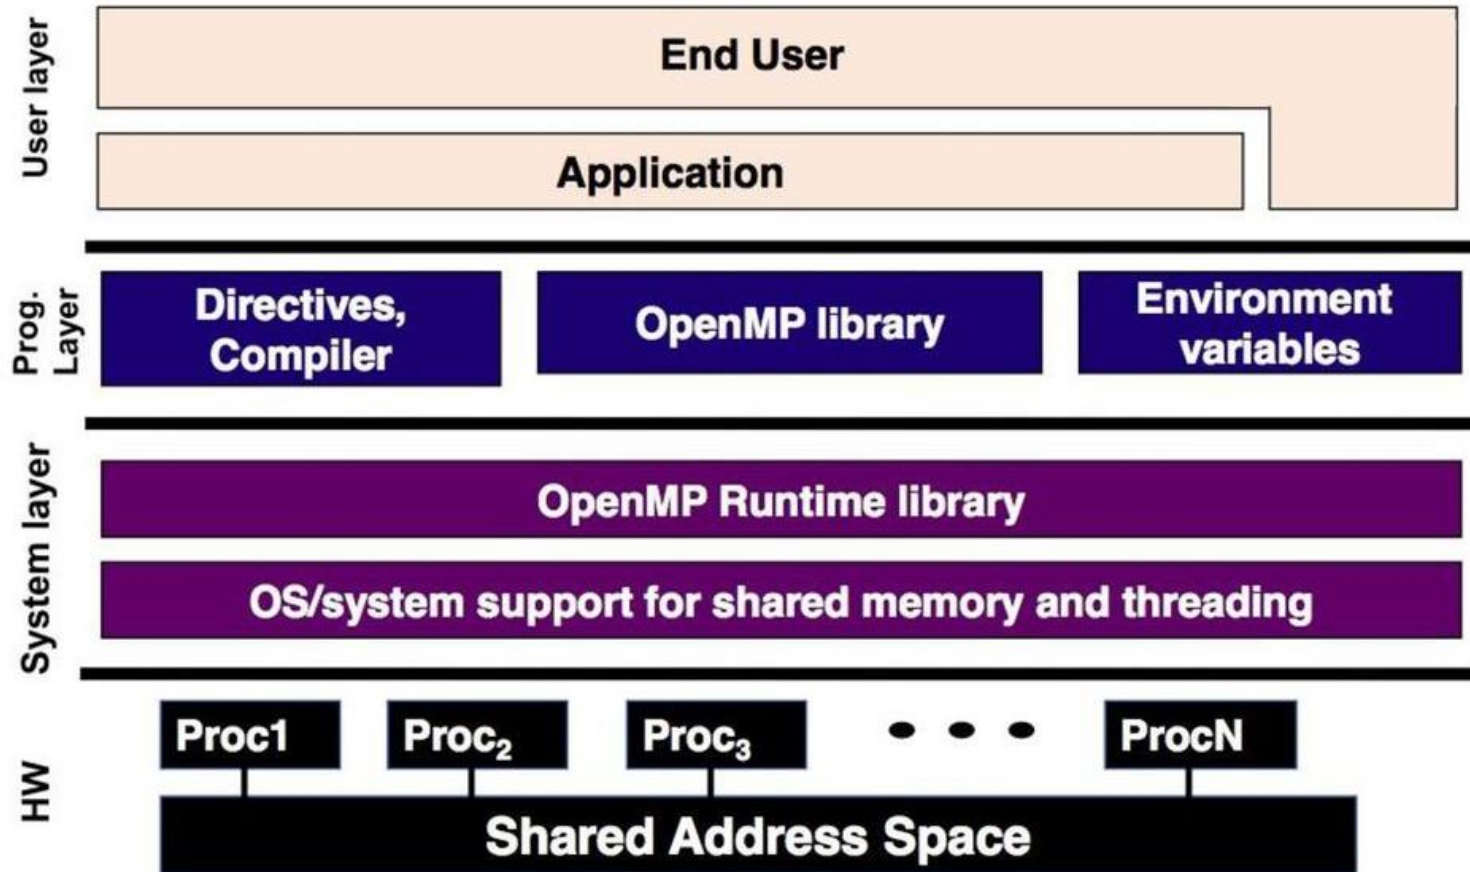 User layer
End User
Application
Prog.
Layer
Directives,
Compiler
OpenMP library
Environment
variables
System layer
OpenMP Runtime library
OS/system support for shared memory and threading
HW
Proc1
Proc₂
Proc₃
ProcN
Shared Address Space